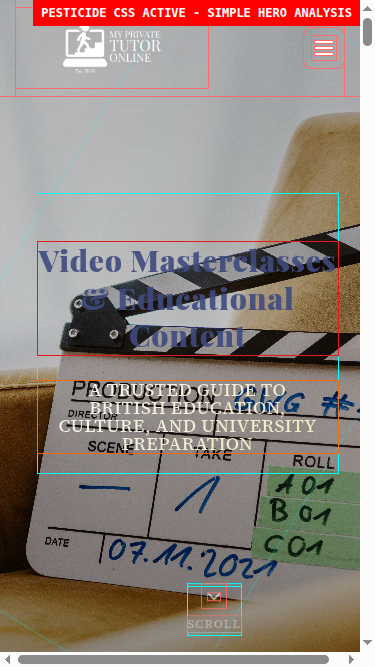 PESTICIDE CSS ACTIVE - SIMPLE HERO ANALYSIS
MY PRIVATE
TUTOR
ONLINE
Est. 2010
Video Masterclasses
& Educational
Content
A TRUSTED GUIDE TO
BRITISH EDUCATION,
CULTURE, AND UNIVERSITY
PREPARATION
PRODUCTION
DIRECTOR
SCENE
TAKE
ROLL
1
A01
B01
C01
DATE
07.11.2021
SCROLL